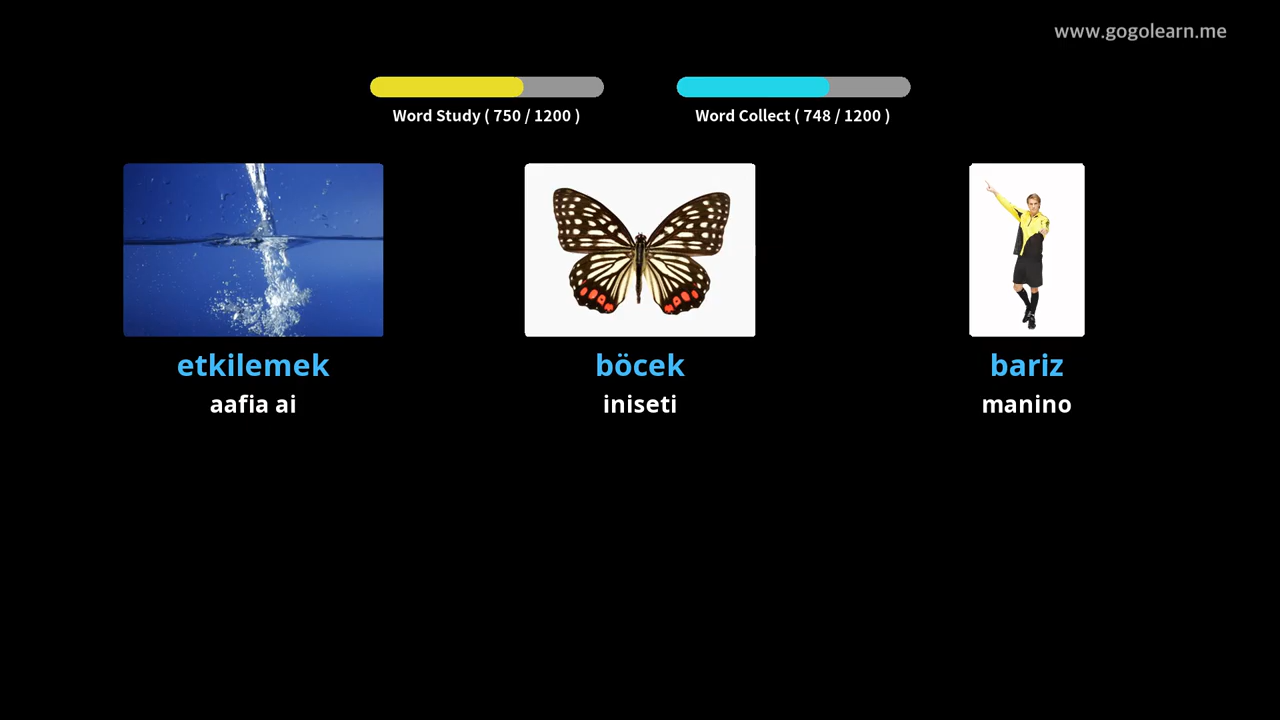 www.gogolearn.me
Word Study ( 750 / 1200 )
Word Collect ( 748 / 1200 )
etkilemek
aafia ai
böcek
iniseti
bariz
manino